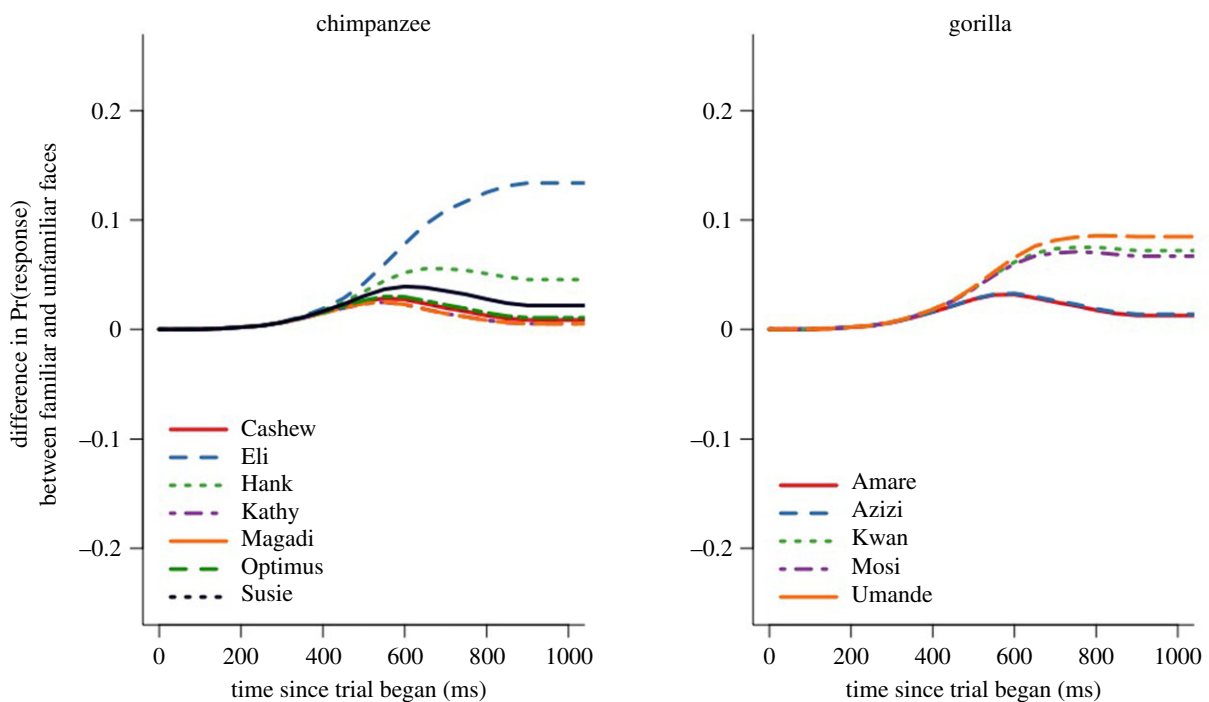 chimpanzee
difference in Pr(response)
between familiar and unfamiliar faces
0.2
0.1
0
–0.1
–0.2
Cashew
Eli
Hank
Kathy
Magadi
Optimus
Susie
0 200 400 600 800 1000
time since trial began (ms)
gorilla
0.2
0.1
0
–0.1
–0.2
Amare
Azizi
Kwan
Mosi
Umande
0 200 400 600 800 1000
time since trial began (ms)